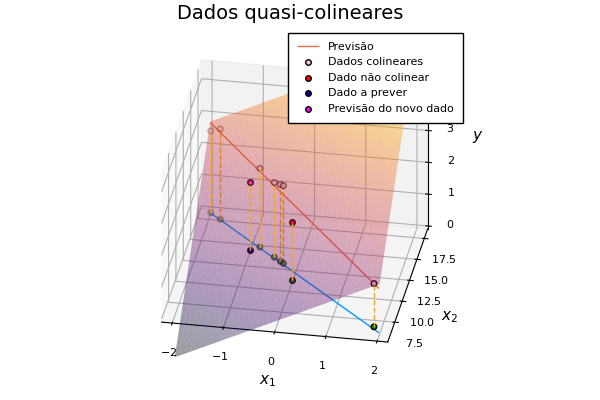 Dados quasi-colineares
Previsão
Dados colineares
Dado não colinear
Dado a prever
Previsão do novo dado
y
3
2
1
0
17.5
15.0
12.5
10.0
7.5
x₂
−2
−1
0
1
2
x₁